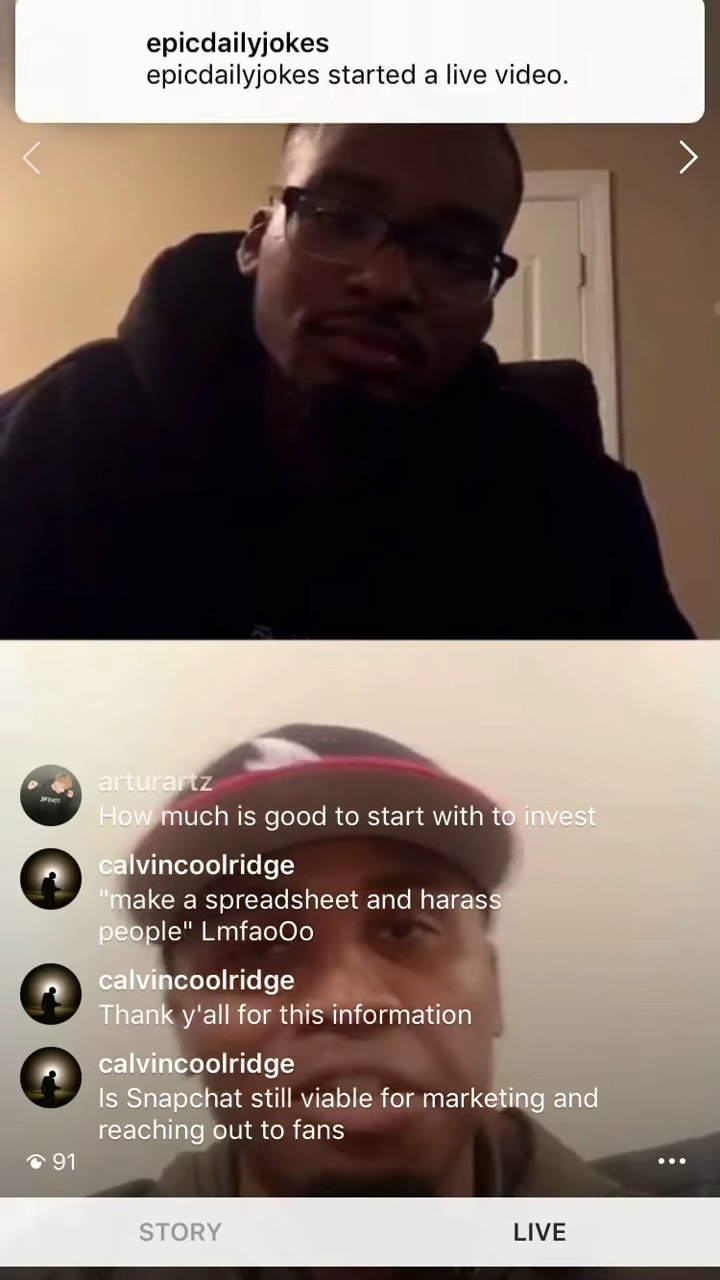 epicdailyjokes
epicdailyjokes started a live video.
arturartz
How much is good to start with to invest
calvincoolridge
"make a spreadsheet and harass
people" LmfaoOo
calvincoolridge
Thank y'all for this information
calvincoolridge
Is Snapchat still viable for marketing and
reaching out to fans
91
STORY
LIVE